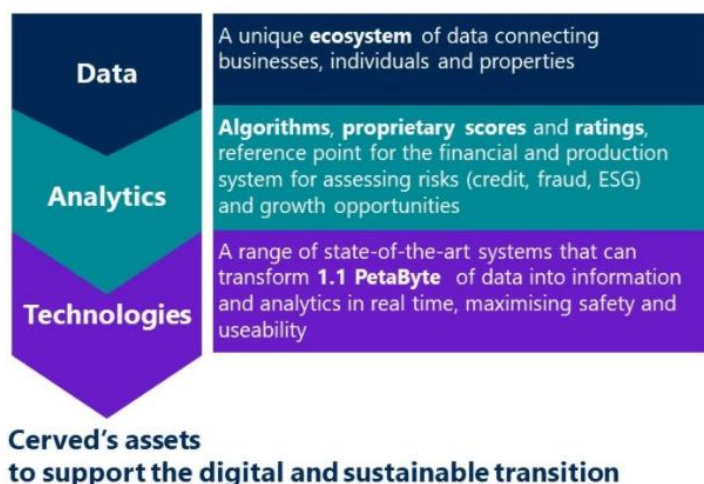 Data
A unique ecosystem of data connecting
businesses, individuals and properties
Analytics
Algorithms, proprietary scores and ratings,
reference point for the financial and production
system for assessing risks (credit, fraud, ESG)
and growth opportunities
Technologies
A range of state-of-the-art systems that can
transform 1.1 PetaByte of data into information
and analytics in real time, maximising safety and
useability
Cerved's assets
to support the digital and sustainable transition